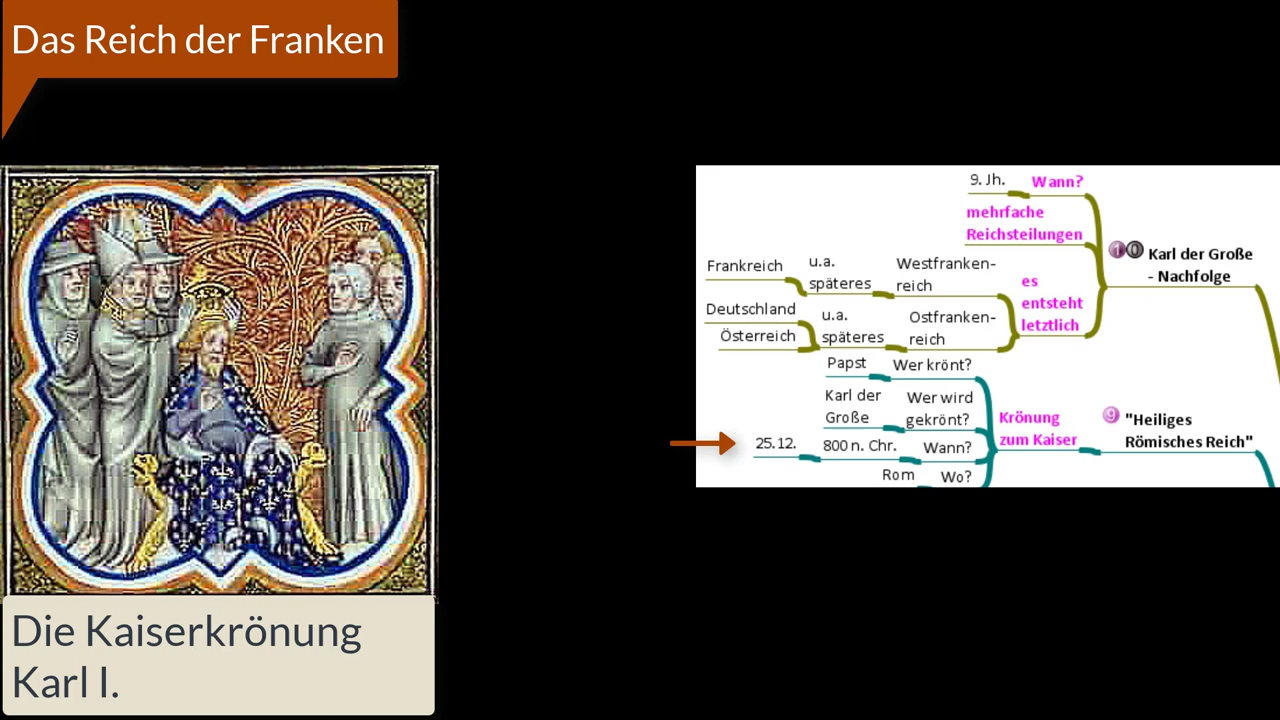 Das Reich der Franken
Die Kaiserkrönung
Karl I.
9. Jh.
Wann?
mehrfache
Reichsteilungen
10
Karl der Große
- Nachfolge
Frankreich
u.a.
späteres
Westfranken-
reich
es
entsteht
letztlich
Deutschland
Österreich
u.a.
späteres
Ostfranken-
reich
Papst
Wer krönt?
Karl der
Große
Wer wird
gekrönt?
Krönung
zum Kaiser
9
"Heiliges
Römisches Reich"
25.12.
800 n. Chr.
Wann?
Rom
Wo?